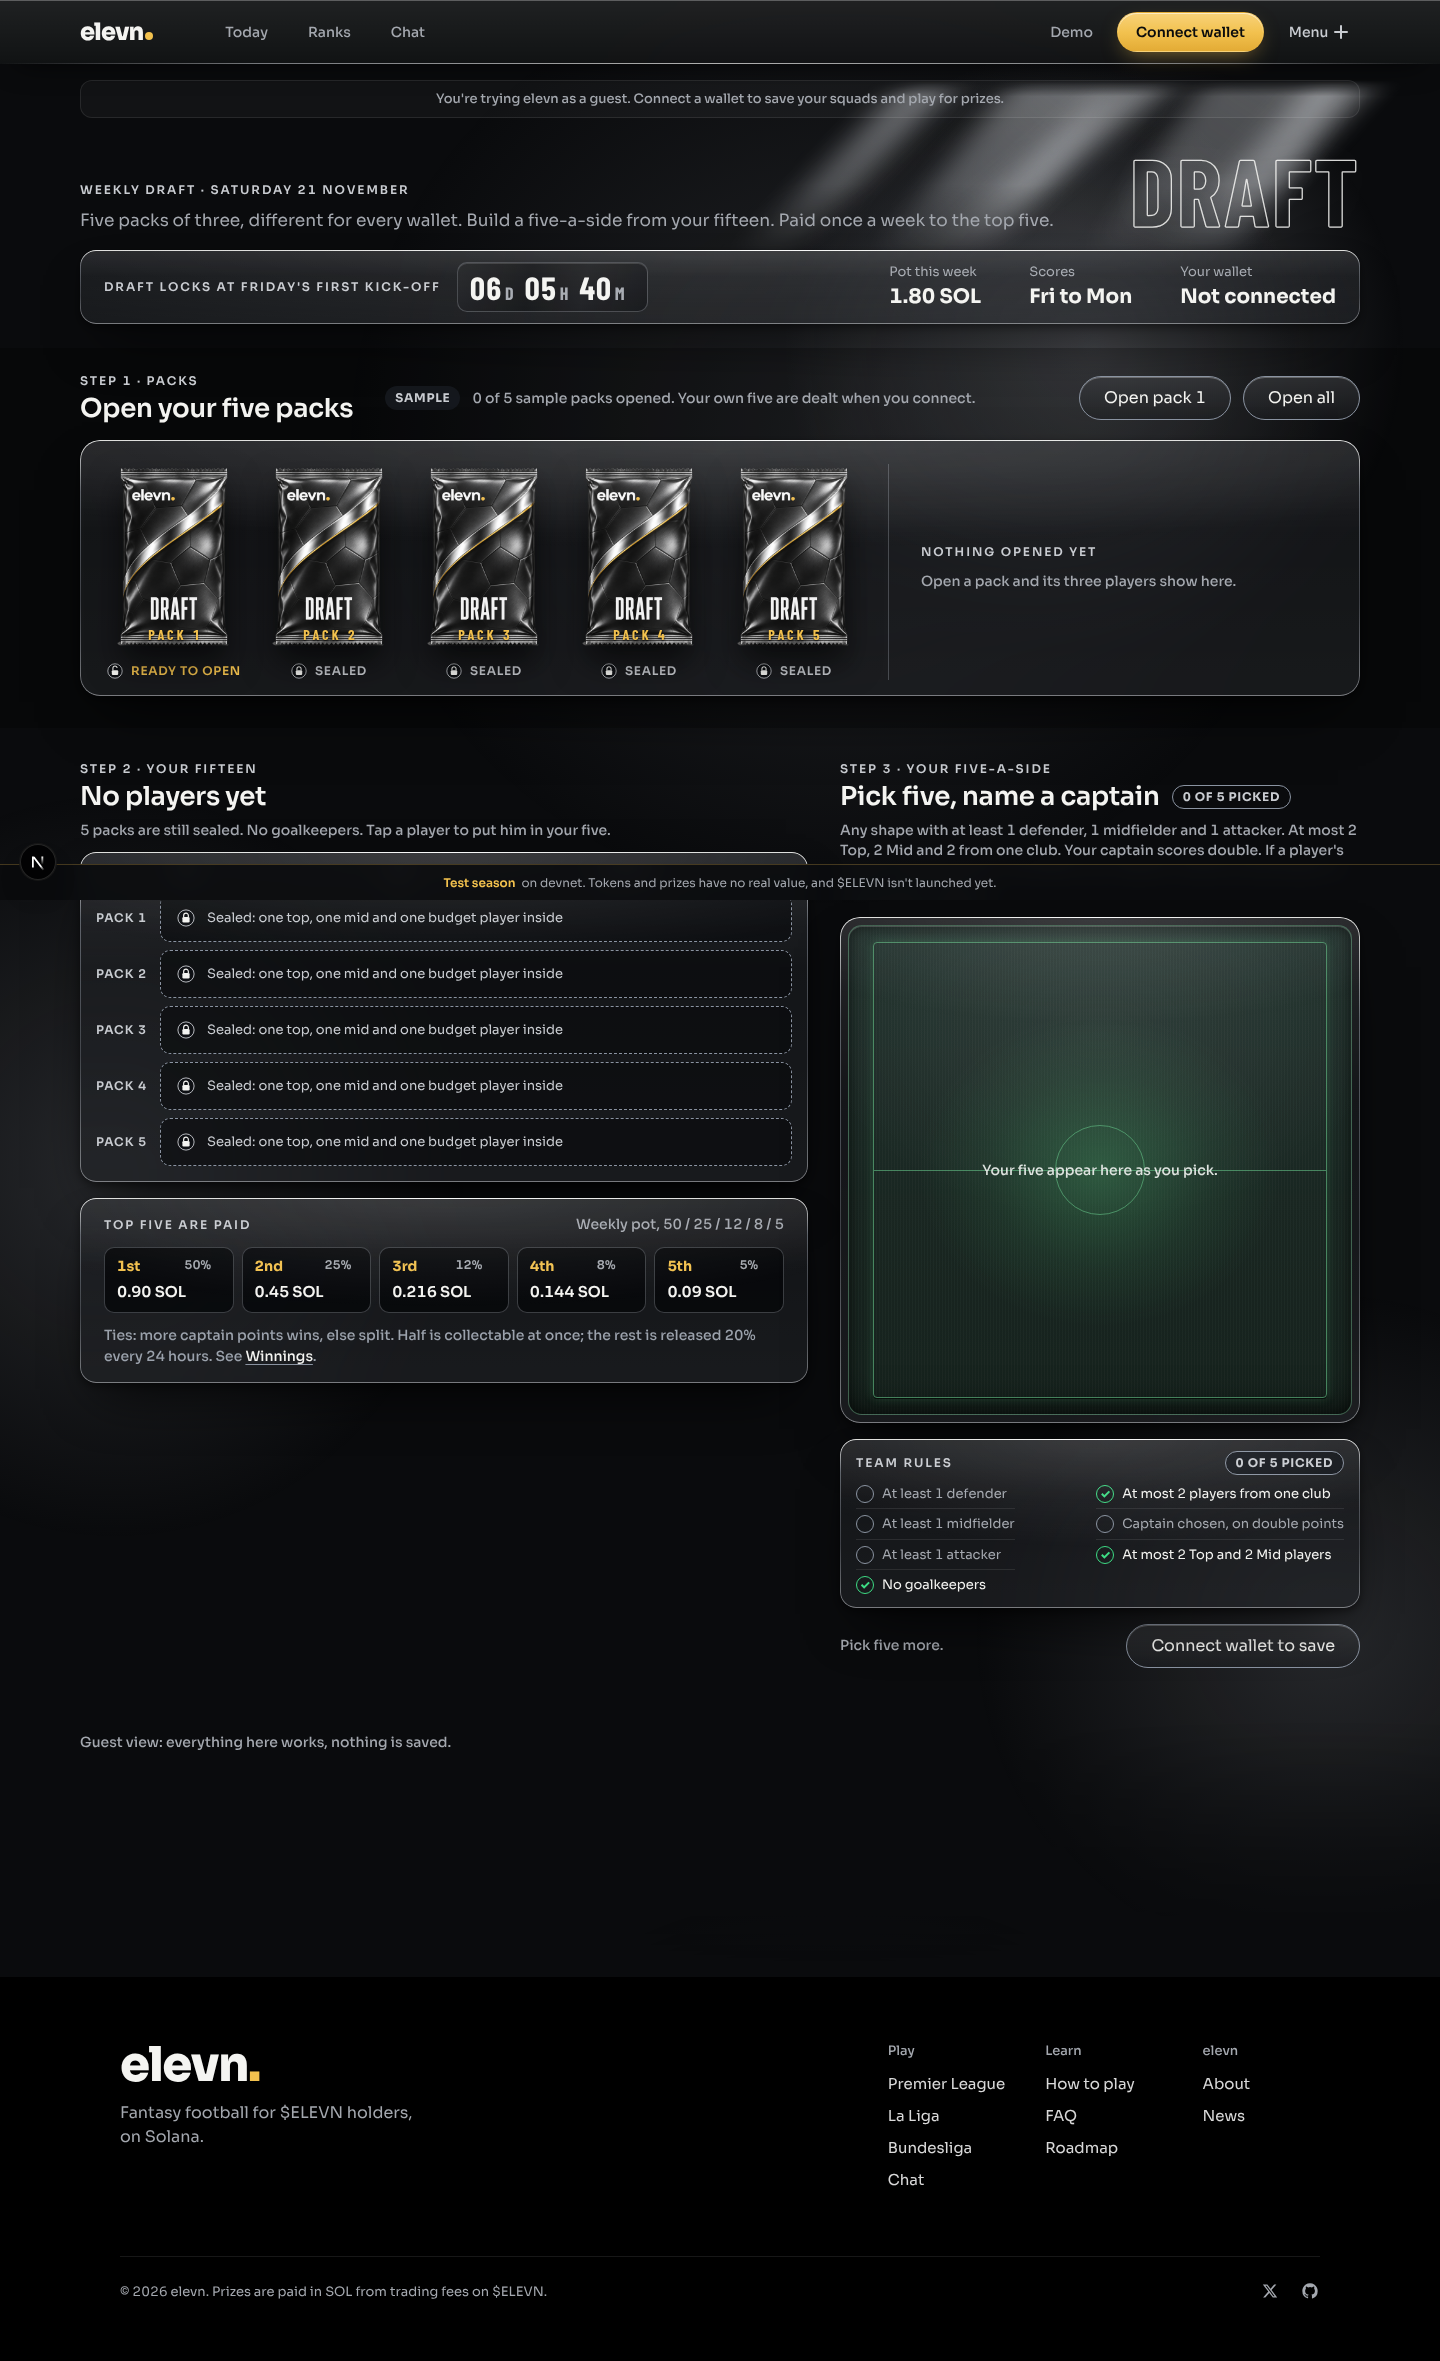 elevn.
Today
Ranks
Chat
Demo
Connect wallet
Menu
You're trying elevn as a guest. Connect a wallet to save your squads and play for prizes.
WEEKLY DRAFT · SATURDAY 21 NOVEMBER
DRAFT
Five packs of three, different for every wallet. Build a five-a-side from your fifteen. Paid once a week to the top five.
DRAFT LOCKS AT FRIDAY'S FIRST KICK-OFF
06D 05H 40M
Pot this week
1.80 SOL
Scores
Fri to Mon
Your wallet
Not connected
STEP 1 · PACKS
Open your five packs
SAMPLE
0 of 5 sample packs opened. Your own five are dealt when you connect.
Open pack 1
Open all
elevn.
DRAFT
PACK 1
READY TO OPEN
elevn.
DRAFT
PACK 2
SEALED
elevn.
DRAFT
PACK 3
SEALED
elevn.
DRAFT
PACK 4
SEALED
elevn.
DRAFT
PACK 5
SEALED
NOTHING OPENED YET
Open a pack and its three players show here.
STEP 2 · YOUR FIFTEEN
No players yet
5 packs are still sealed. No goalkeepers. Tap a player to put him in your five.
STEP 3 · YOUR FIVE-A-SIDE
Pick five, name a captain
0 OF 5 PICKED
Any shape with at least 1 defender, 1 midfielder and 1 attacker. At most 2
Top, 2 Mid and 2 from one club. Your captain scores double. If a player's
N
Test season on devnet. Tokens and prizes have no real value, and $ELEVN isn't launched yet.
PACK 1
Sealed: one top, one mid and one budget player inside
PACK 2
Sealed: one top, one mid and one budget player inside
PACK 3
Sealed: one top, one mid and one budget player inside
PACK 4
Sealed: one top, one mid and one budget player inside
PACK 5
Sealed: one top, one mid and one budget player inside
TOP FIVE ARE PAID
Weekly pot, 50 / 25 / 12 / 8 / 5
1st 50%
0.90 SOL
2nd 25%
0.45 SOL
3rd 12%
0.216 SOL
4th 8%
0.144 SOL
5th 5%
0.09 SOL
Ties: more captain points wins, else split. Half is collectable at once; the rest is released 20%
every 24 hours. See Winnings.
Your five appear here as you pick.
TEAM RULES
0 OF 5 PICKED
At least 1 defender
At least 1 midfielder
At least 1 attacker
No goalkeepers
At most 2 players from one club
Captain chosen, on double points
At most 2 Top and 2 Mid players
Pick five more.
Connect wallet to save
Guest view: everything here works, nothing is saved.
elevn.
Fantasy football for $ELEVN holders,
on Solana.
Play
Premier League
La Liga
Bundesliga
Chat
Learn
How to play
FAQ
Roadmap
elevn
About
News
© 2026 elevn. Prizes are paid in SOL from trading fees on $ELEVN.